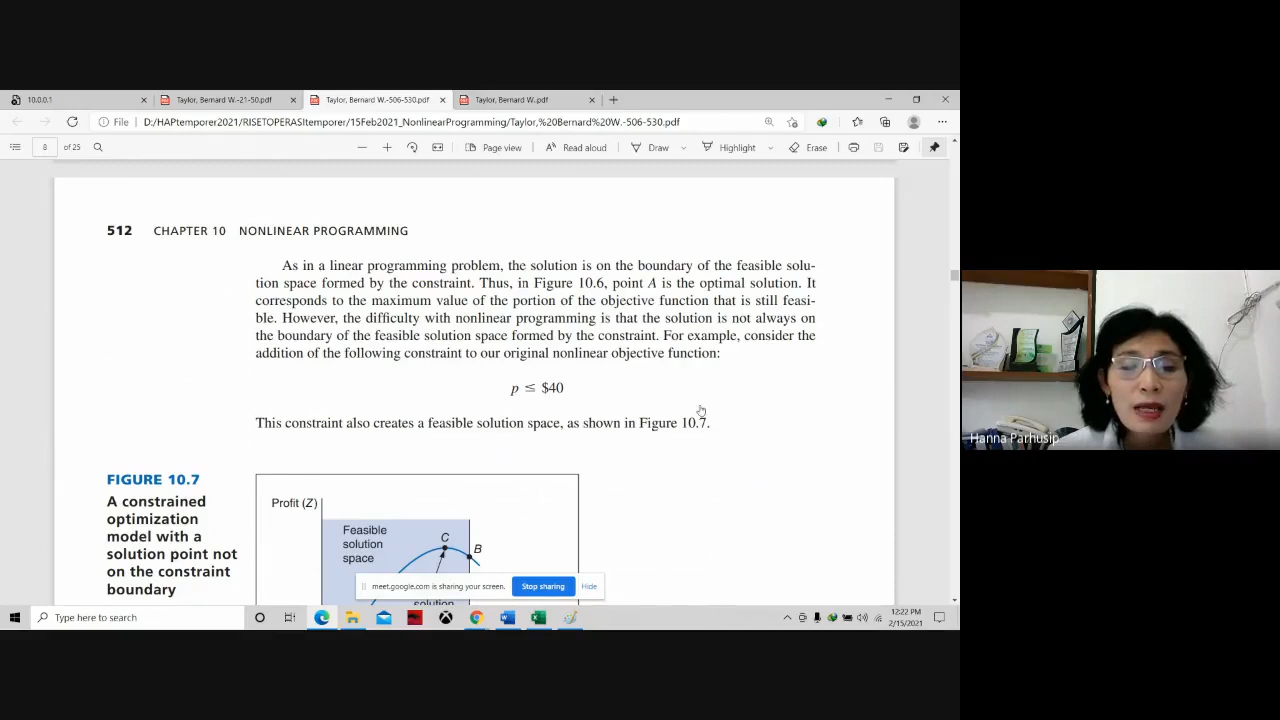 10.0.0.1
Taylor, Bernard W.-21-50.pdf
Taylor, Bernard W.-506-530.pdf
Taylor, Bernard W..pdf
File
D:/HAPtemporer2021/RISETOPERASItemporer/15Feb2021_NonlinearProgramming/Taylor,%20Bernard%20W.-506-530.pdf
8 of 25
Page view
Read aloud
Draw
Highlight
Erase
512 CHAPTER 10 NONLINEAR PROGRAMMING
As in a linear programming problem, the solution is on the boundary of the feasible solu-
tion space formed by the constraint. Thus, in Figure 10.6, point A is the optimal solution. It
corresponds to the maximum value of the portion of the objective function that is still feasi-
ble. However, the difficulty with nonlinear programming is that the solution is not always on
the boundary of the feasible solution space formed by the constraint. For example, consider the
addition of the following constraint to our original nonlinear objective function:
p ≤ $40
This constraint also creates a feasible solution space, as shown in Figure 10.7.
FIGURE 10.7
A constrained
optimization
model with a
solution point not
on the constraint
boundary
Profit (Z)
Feasible
solution
space
C
B
solution
meet.google.com is sharing your screen.
Stop sharing
Hide
Type here to search
12:22 PM
2/15/2021
Hanna Parhusip